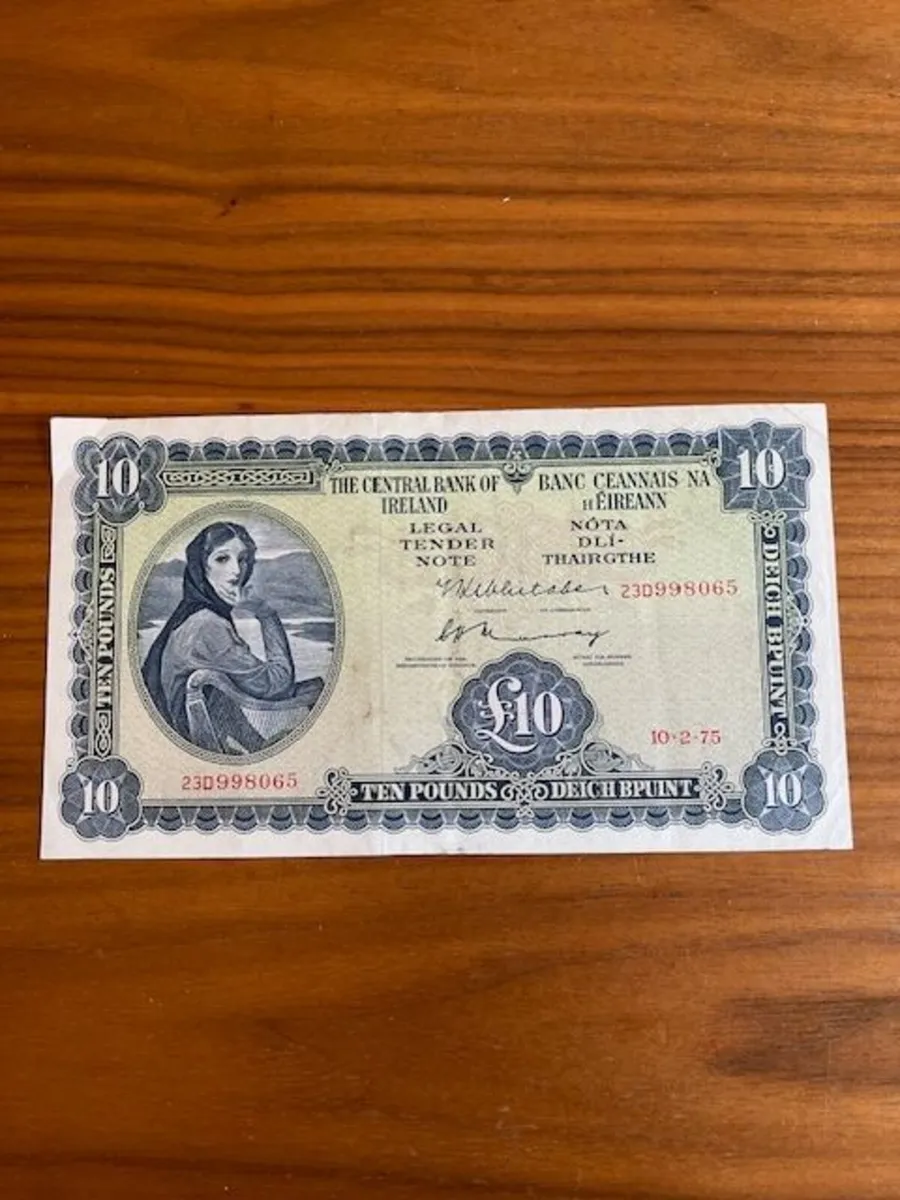 10
10
THE CENTRAL BANK OF
IRELAND
BANC CEANNAIS NA
hÉIREANN
LEGAL
TENDER
NOTE
NÓTA
DLÍ-
THAIRGTHE
23D998065
TEN POUNDS
DEICH BPUINT
£10
10·2·75
23D998065
10
TEN POUNDS
DEICH BPUINT
10